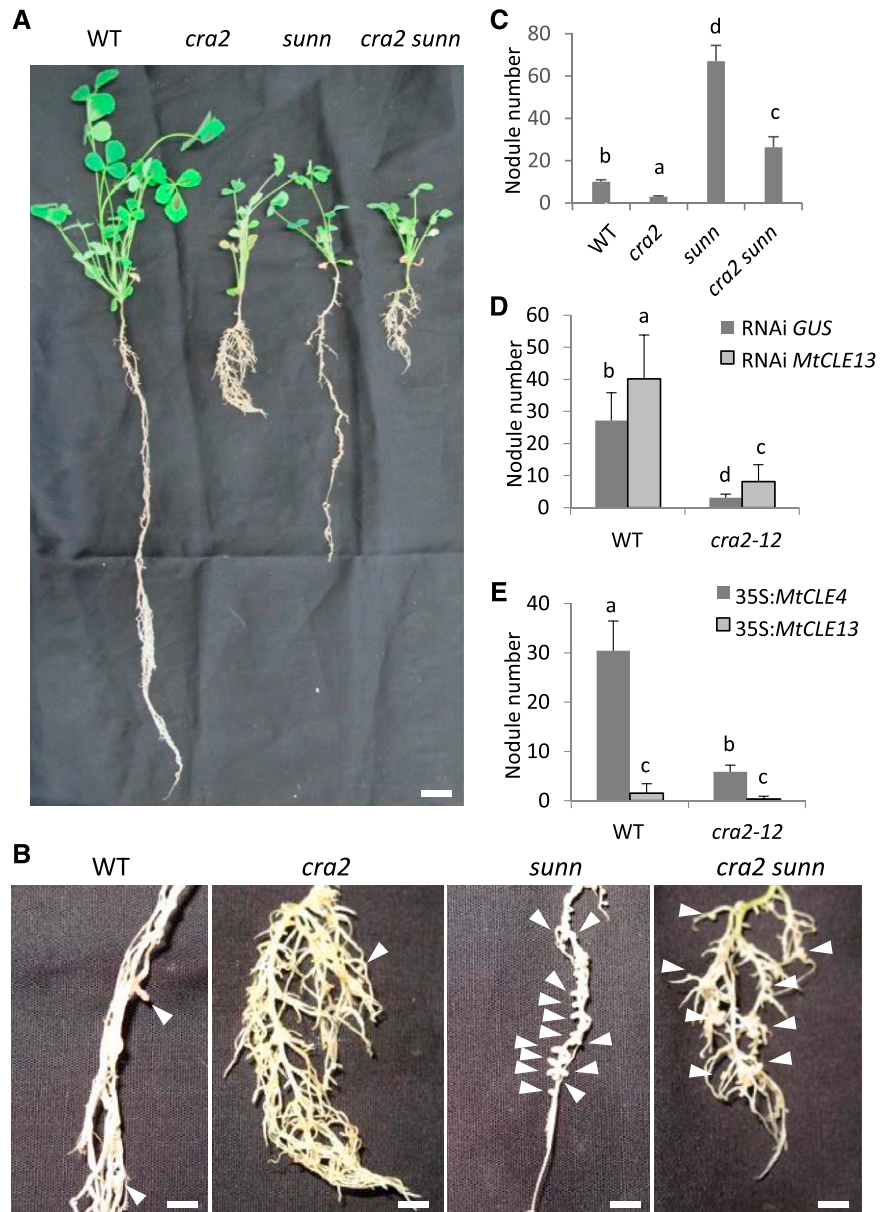 A
WT cra2 sunn cra2 sunn
C
Nodule number
80
60
40
20
0
b
a
d
c
WT
cra2
sunn
cra2 sunn
D
Nodule number
60
50
40
30
20
10
0
b
a
d
c
RNAi GUS
RNAi MtCLE13
WT cra2-12
E
Nodule number
40
30
20
10
0
a
c
b
c
35S:MtCLE4
35S:MtCLE13
WT cra2-12
B
WT cra2 sunn cra2 sunn